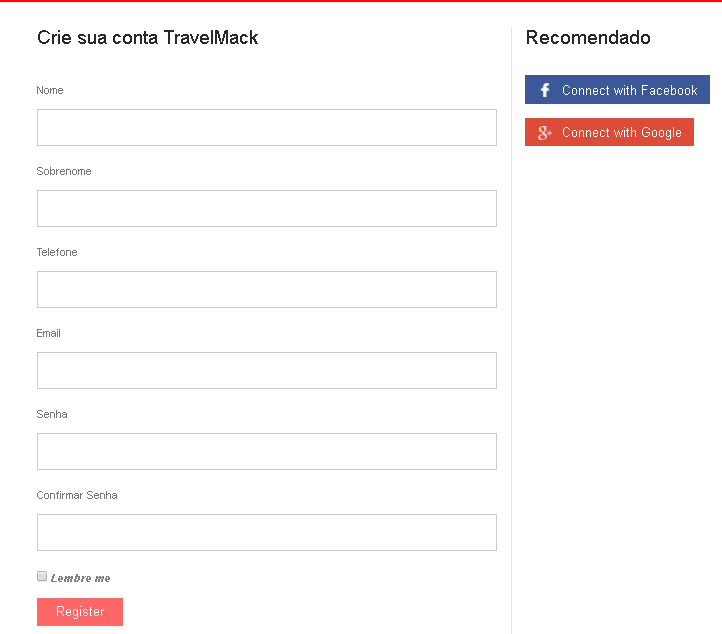 Crie sua conta TravelMack
Nome
Sobrenome
Telefone
Email
Senha
Confirmar Senha
Lembre me
Register
Recomendado
Connect with Facebook
Connect with Google